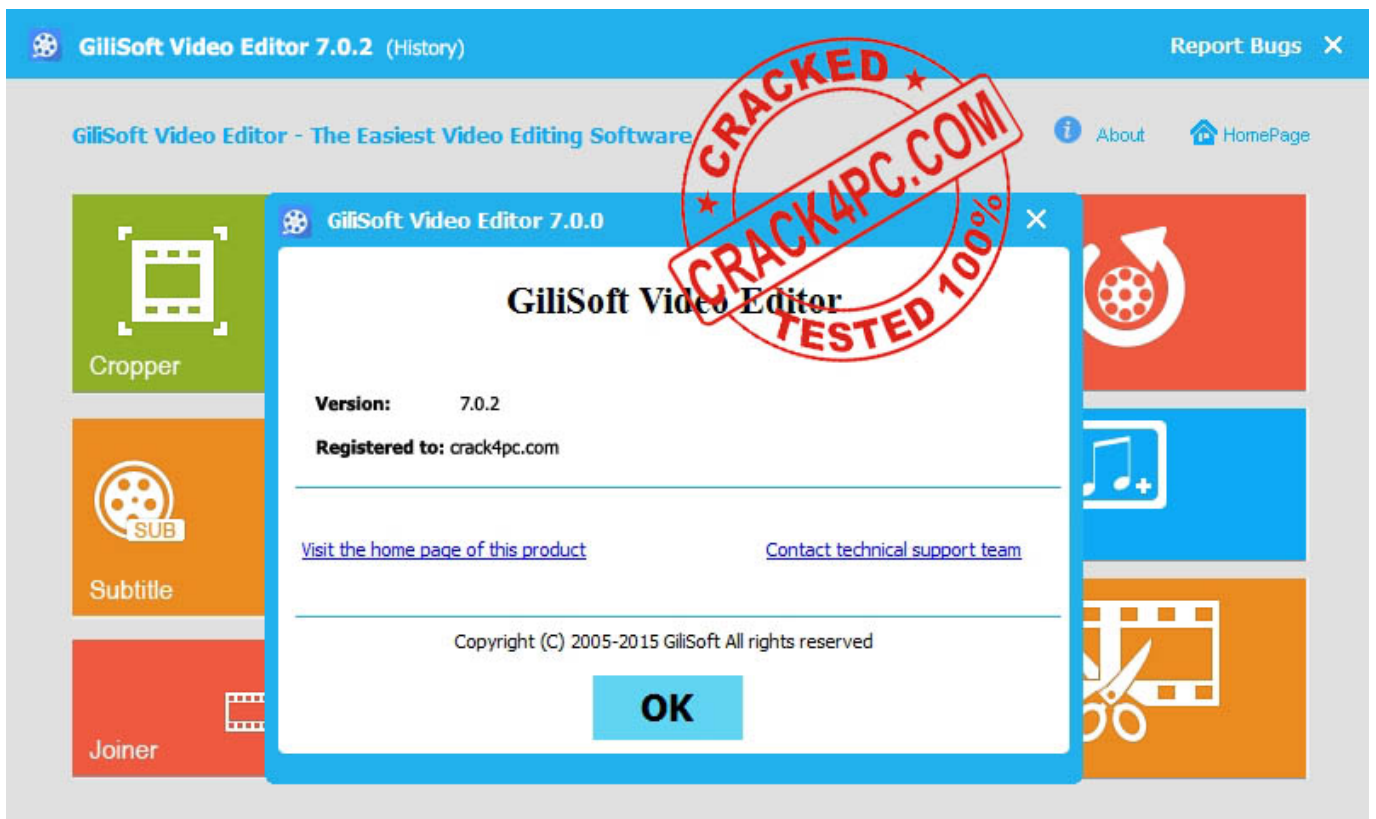 GiliSoft Video Editor 7.0.2 (History)
Report Bugs
GiliSoft Video Editor - The Easiest Video Editing Software
About
HomePage
CRACKED
CRACK4PC.COM
TESTED 100%
GiliSoft Video Editor 7.0.0
GiliSoft Video Editor
Cropper
Version: 7.0.2
Registered to: crack4pc.com
SUB
Subtitle
Visit the home page of this product
Contact technical support team
Copyright (C) 2005-2015 GiliSoft All rights reserved
OK
Joiner